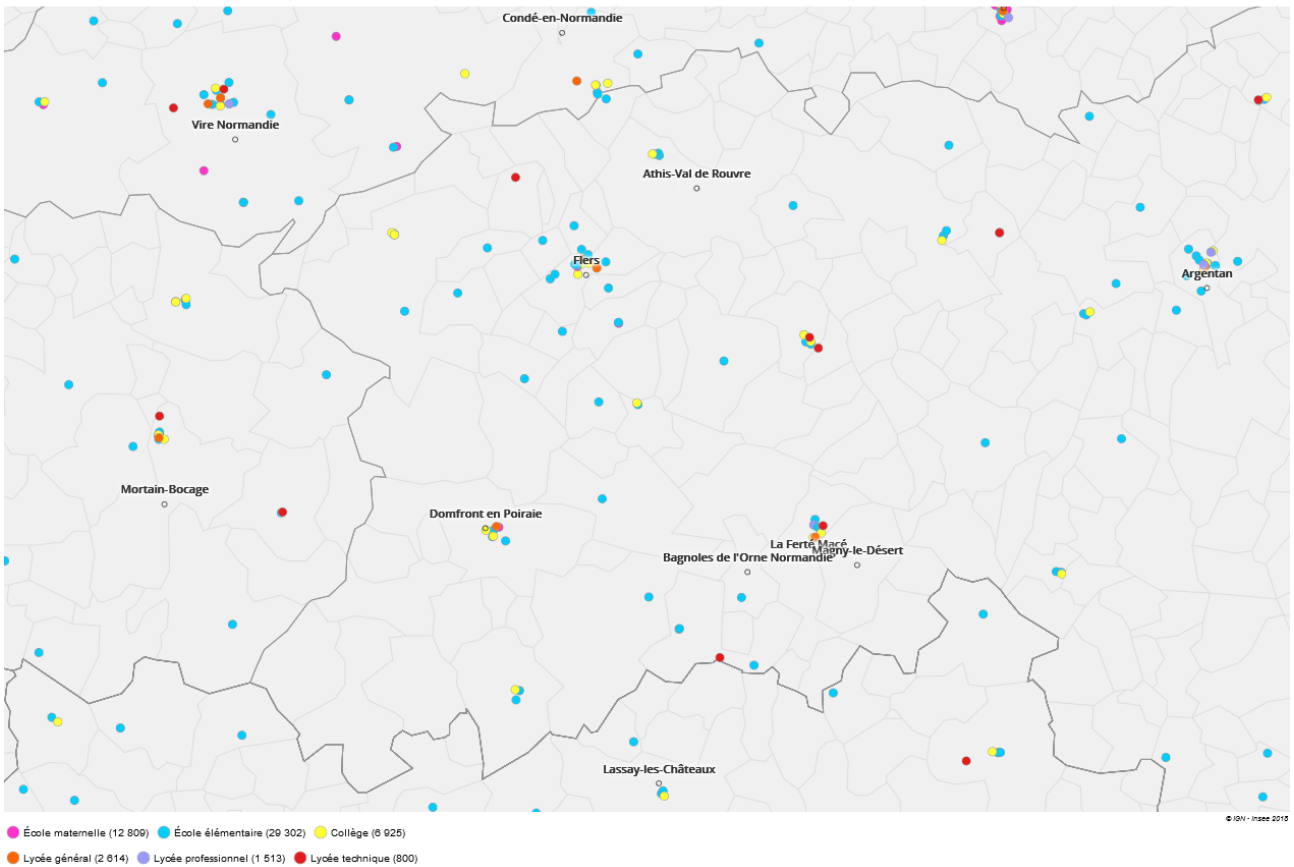 Condé-en-Normandie
Vire Normandie
Athis-Val de Rouvre
Flers
Argentan
Mortain-Bocage
Domfront en Poiraie
La Ferté Macé
Magny-le-Désert
Bagnoles de l'Orne Normandie
Lassay-les-Châteaux
© IGN - Insee 2018
École maternelle (12 809) École élémentaire (29 302) Collège (6 925)
Lycée général (2 614) Lycée professionnel (1 513) Lycée technique (800)